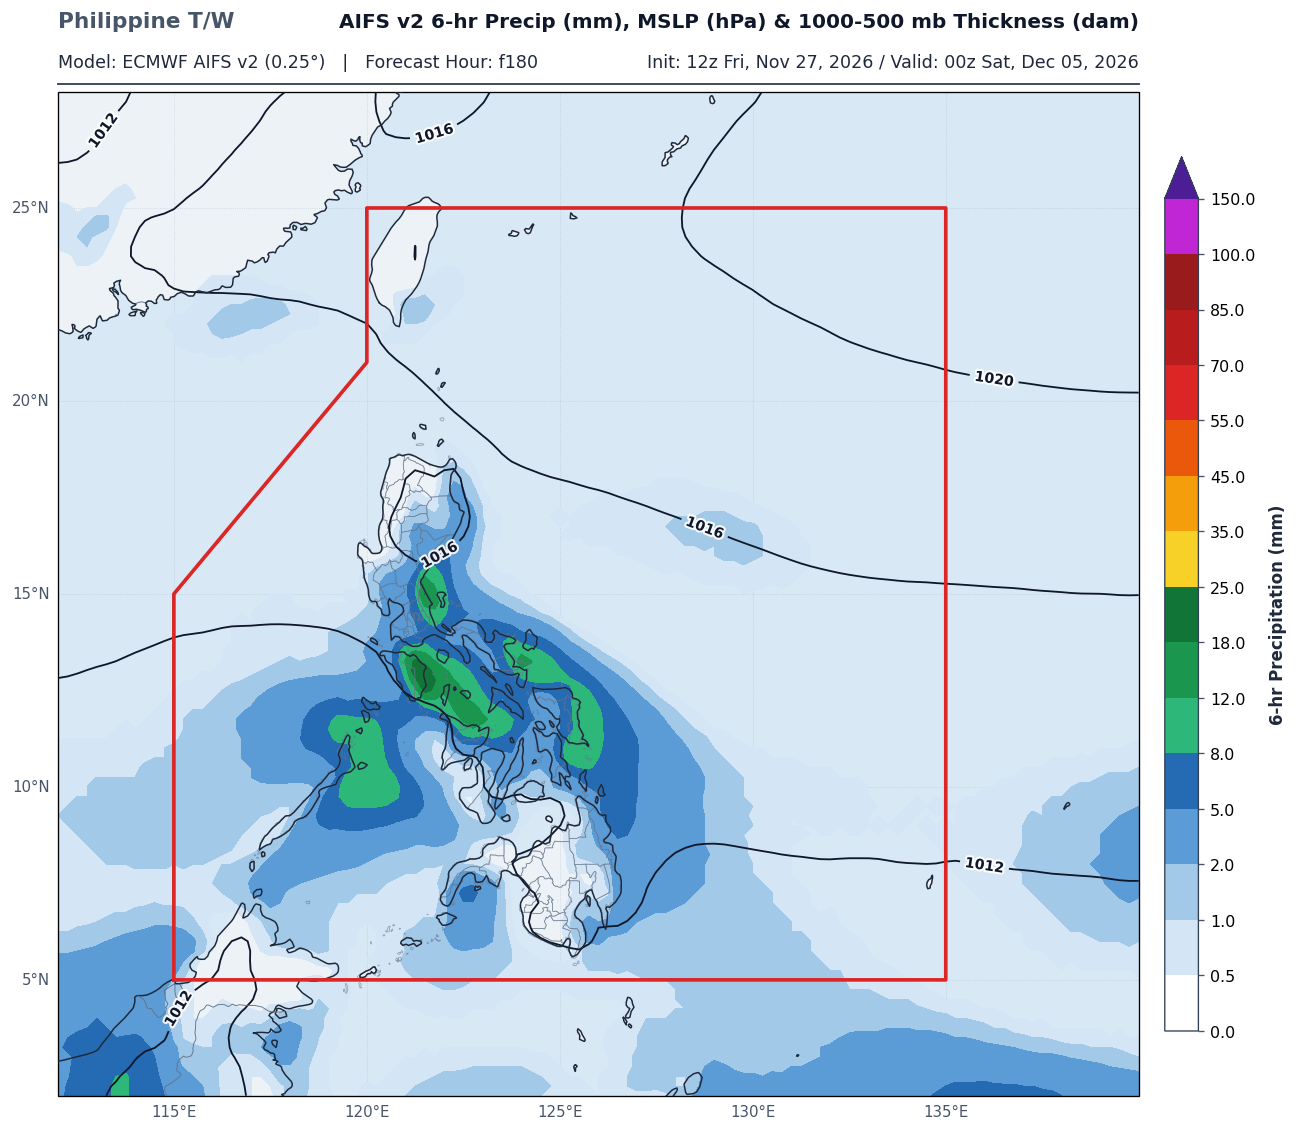 Philippine T/W
AIFS v2 6-hr Precip (mm), MSLP (hPa) & 1000-500 mb Thickness (dam)
Model: ECMWF AIFS v2 (0.25°) | Forecast Hour: f180
Init: 12z Fri, Nov 27, 2026 / Valid: 00z Sat, Dec 05, 2026
1012
1016
1020
1016
1016
1012
1012
25°N
20°N
15°N
10°N
5°N
115°E
120°E
125°E
130°E
135°E
150.0
100.0
85.0
70.0
55.0
45.0
35.0
25.0
18.0
12.0
8.0
5.0
2.0
1.0
0.5
0.0
6-hr Precipitation (mm)